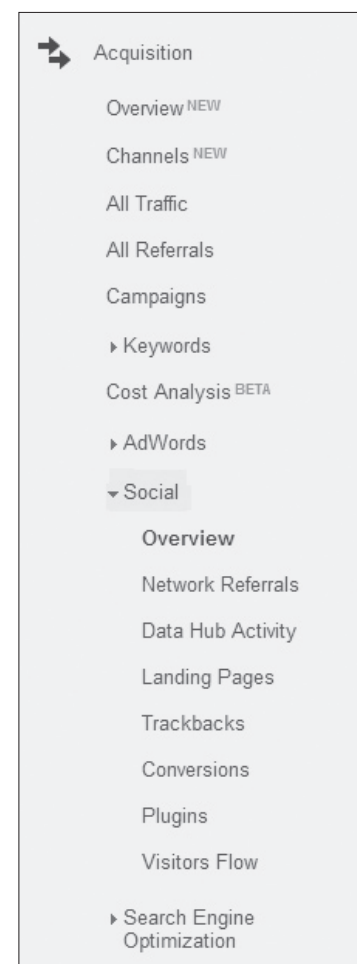 Acquisition
Overview NEW
Channels NEW
All Traffic
All Referrals
Campaigns
Keywords
Cost Analysis BETA
AdWords
Social
Overview
Network Referrals
Data Hub Activity
Landing Pages
Trackbacks
Conversions
Plugins
Visitors Flow
Search Engine
Optimization